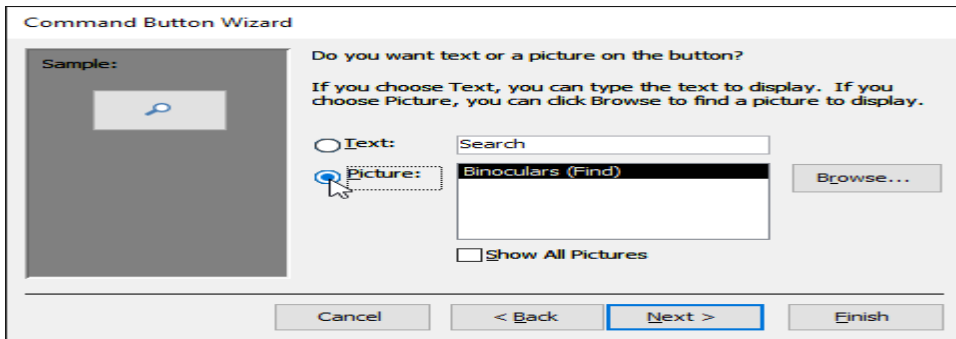 Command Button Wizard
Sample:
Do you want text or a picture on the button?
If you choose Text, you can type the text to display. If you
choose Picture, you can click Browse to find a picture to display.
Text:
Search
Picture:
Binoculars (Find)
Browse...
Show All Pictures
Cancel
< Back
Next >
Finish